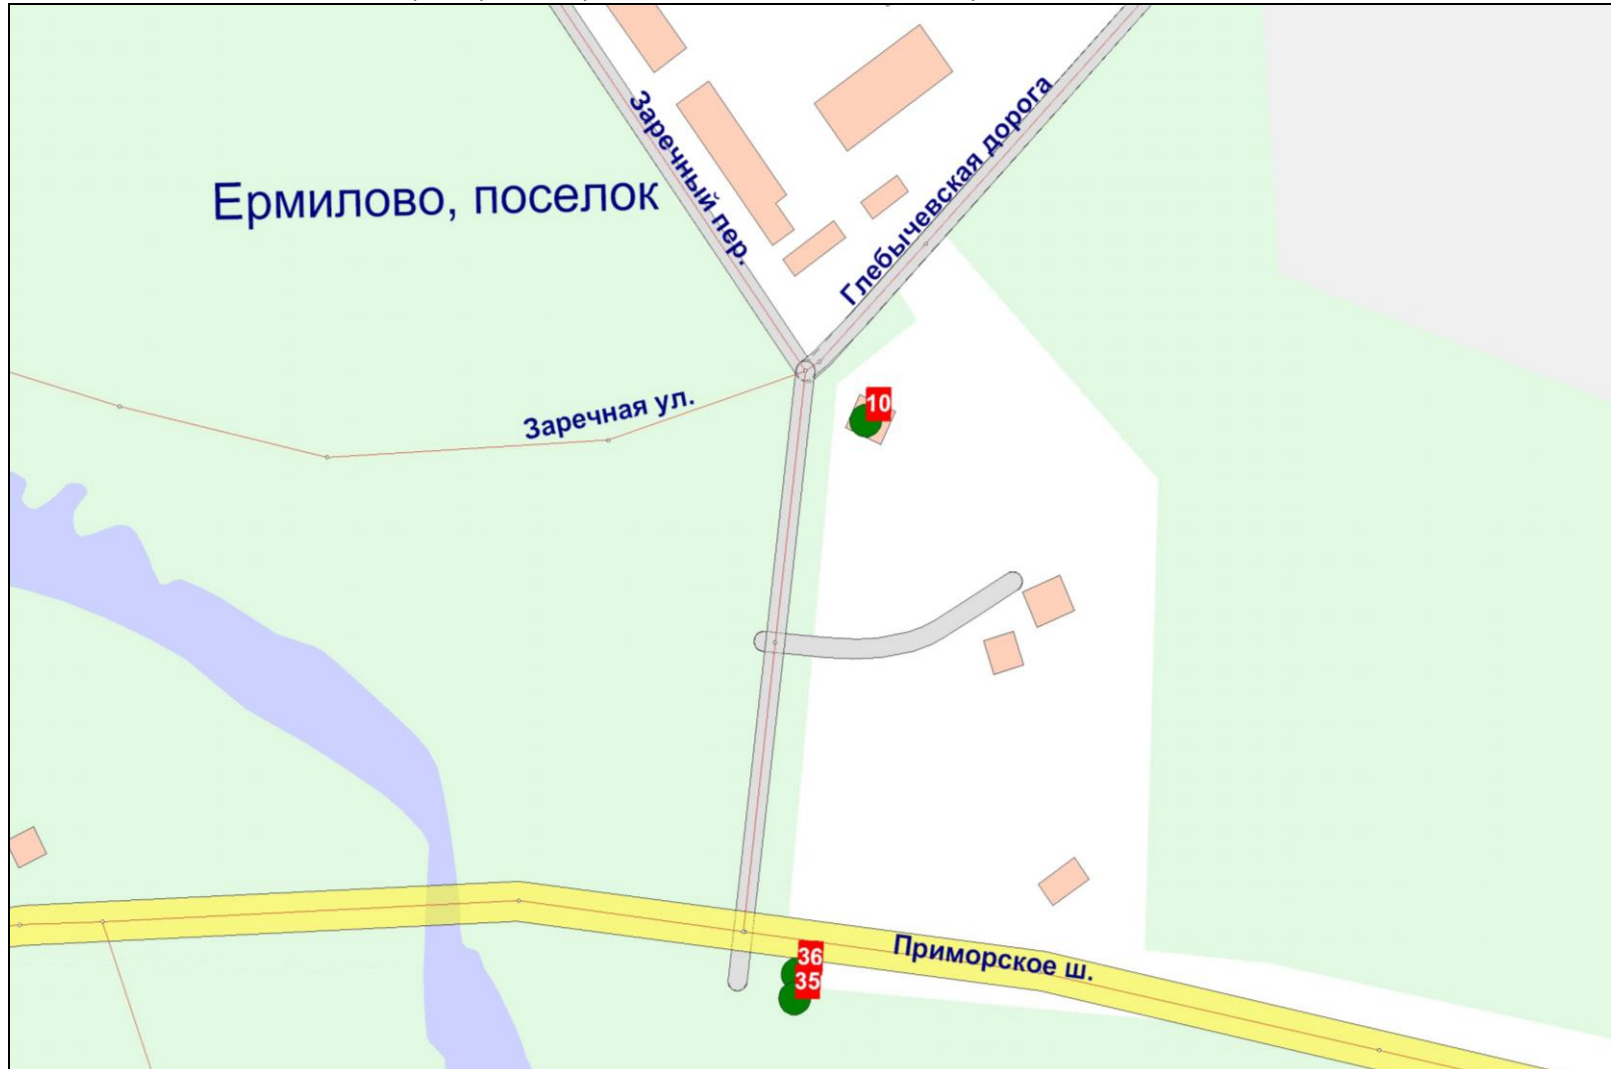 Заречный пер.
Глебычевская дорога
Ермилово, поселок
10
Заречная ул.
36
35
Приморское ш.